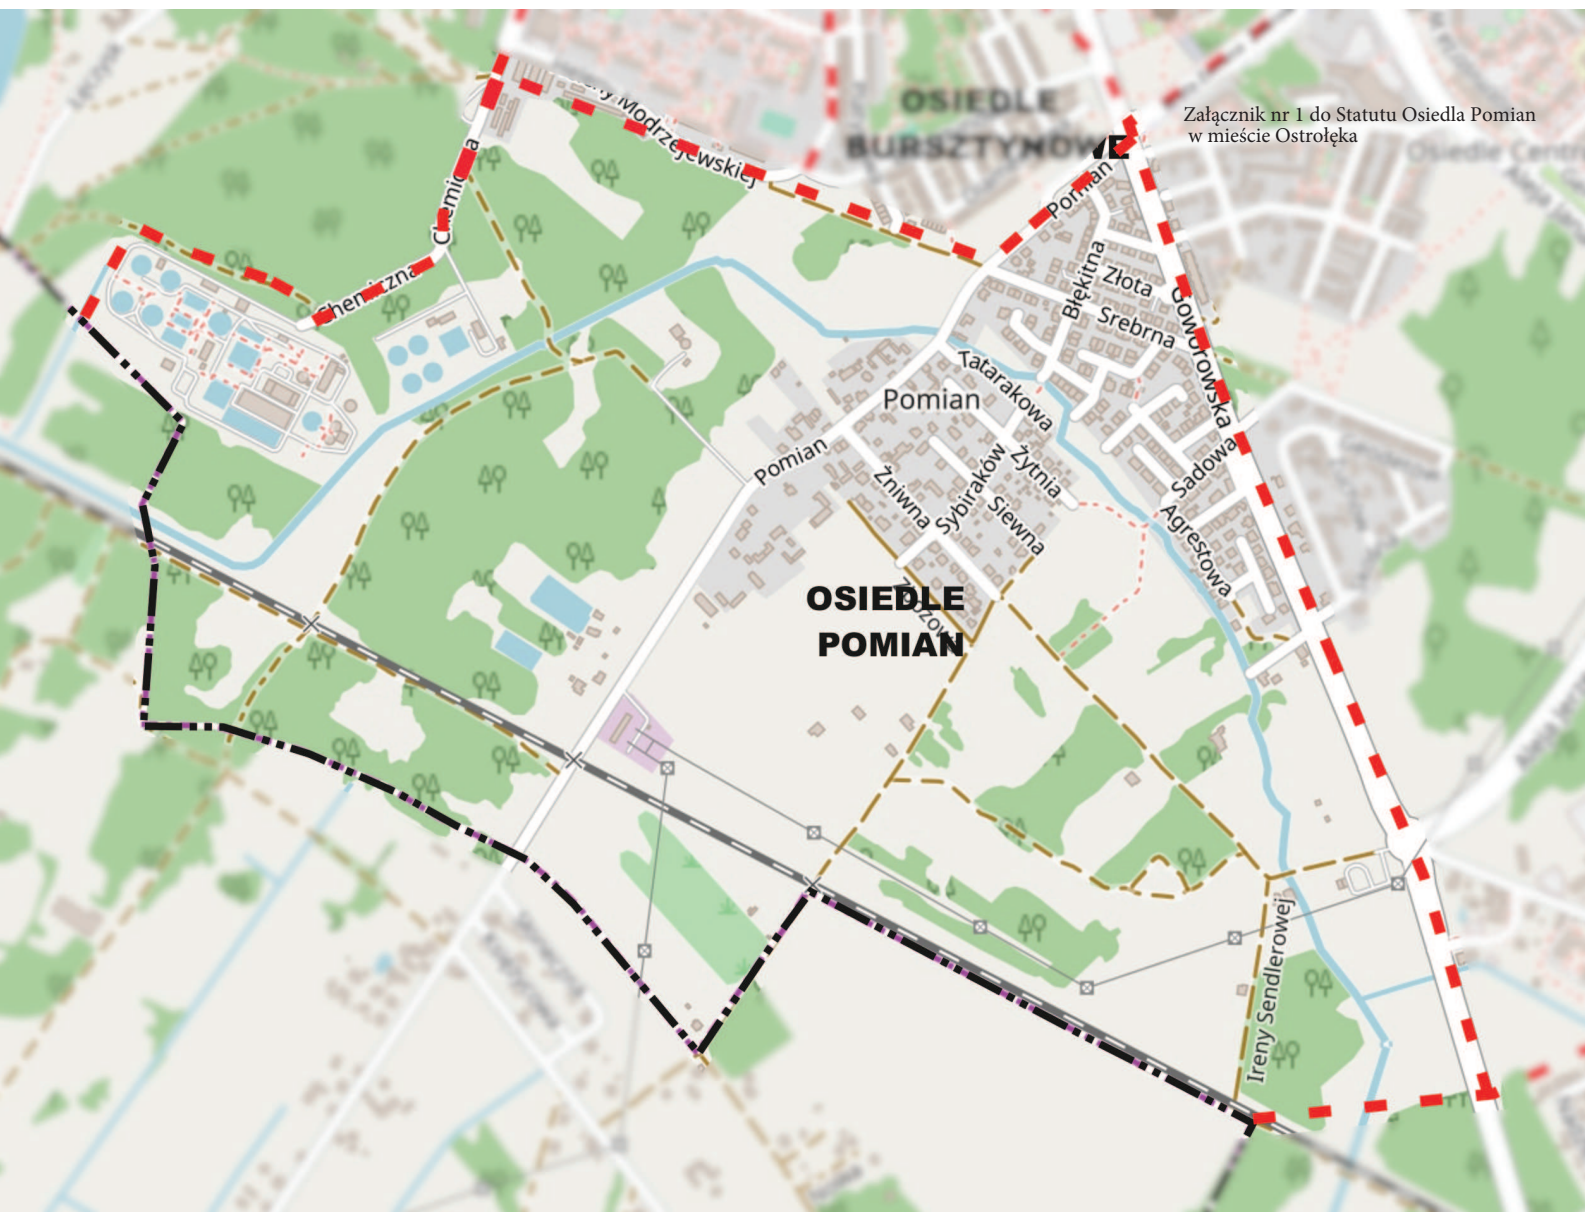 OSIEDLE
BURSZTYNOWE
Załącznik nr 1 do Statutu Osiedla Pomian
w mieście Ostrołęka
Modrzejewskiej
Pomian
Chemiczna
Błękitna
Złota
Srebrna
Goworowska
Tatarakowa
Pomian
Pomian
Żytnia
Żniwna
Sybiraków
Siewna
Sadowa
Agrestowa
OSIEDLE
POMIAN
Ireny Sendlerowej